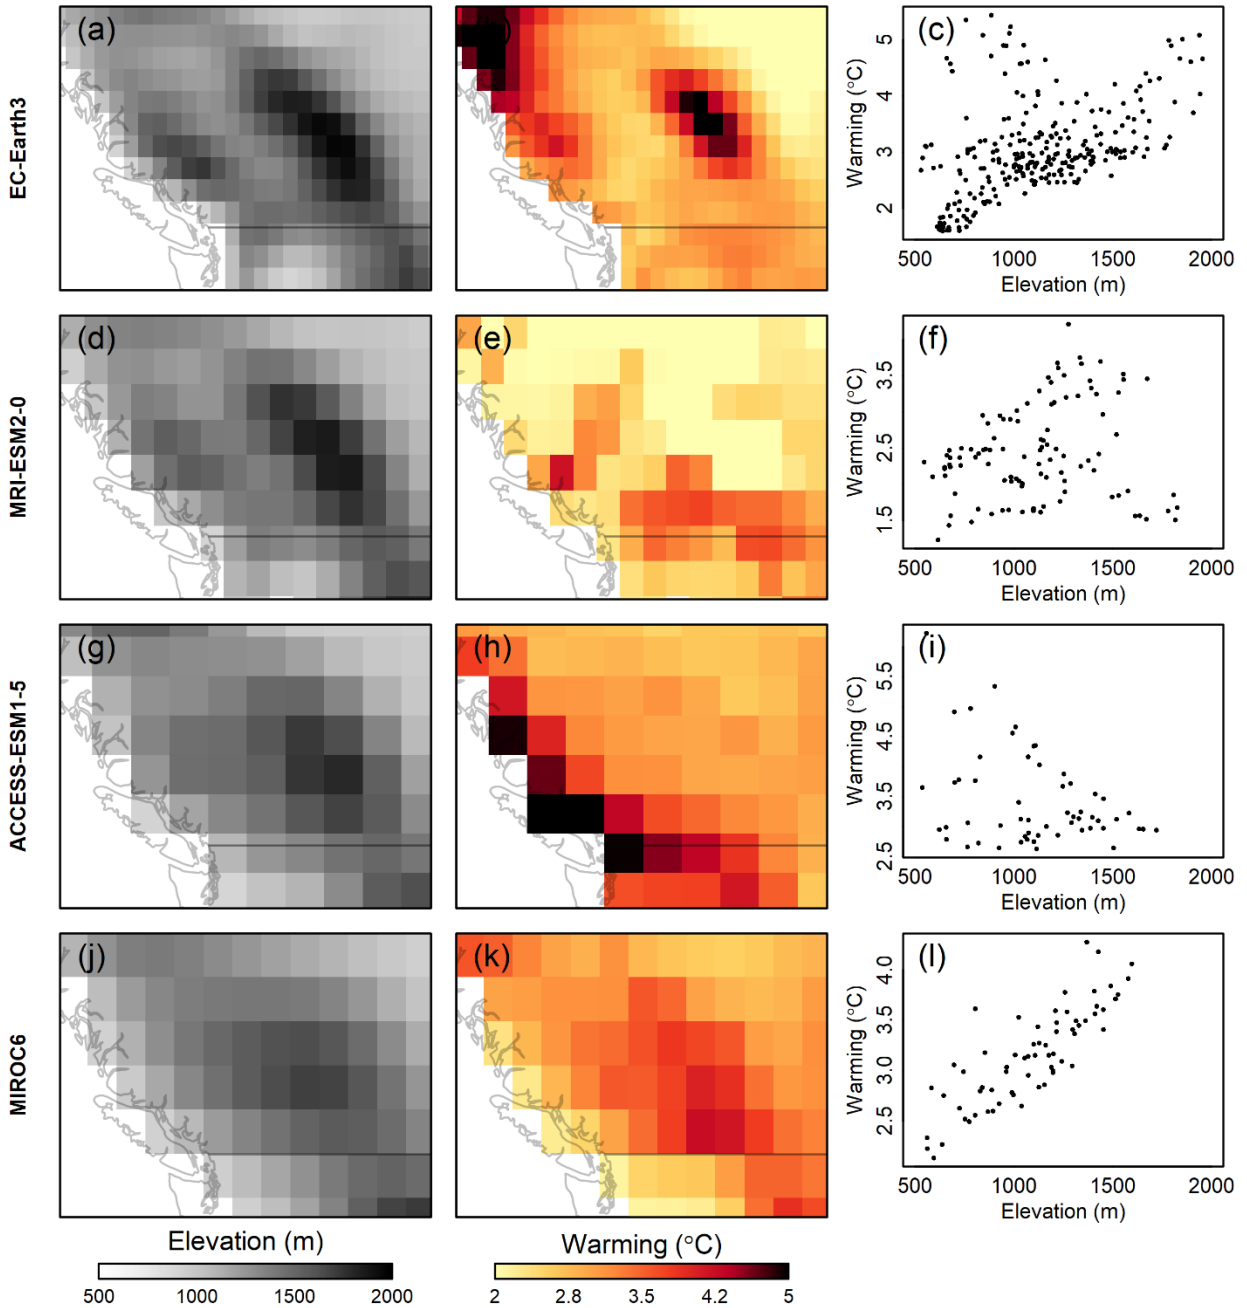 EC-Earth3
(a)
)
(c)
Warming (°C)
2 3 4 5
500 1000 1500 2000
Elevation (m)
MRI-ESM2-0
(d)
(e)
(f)
Warming (°C)
1.5 2.5 3.5
500 1000 1500 2000
Elevation (m)
ACCESS-ESM1-5
(g)
(h)
(i)
Warming (°C)
2.5 3.5 4.5 5.5
500 1000 1500 2000
Elevation (m)
MIROC6
(j)
(k)
(l)
Warming (°C)
2.5 3.0 3.5 4.0
500 1000 1500 2000
Elevation (m)
Elevation (m)
500 1000 1500 2000
Warming (°C)
2 2.8 3.5 4.2 5